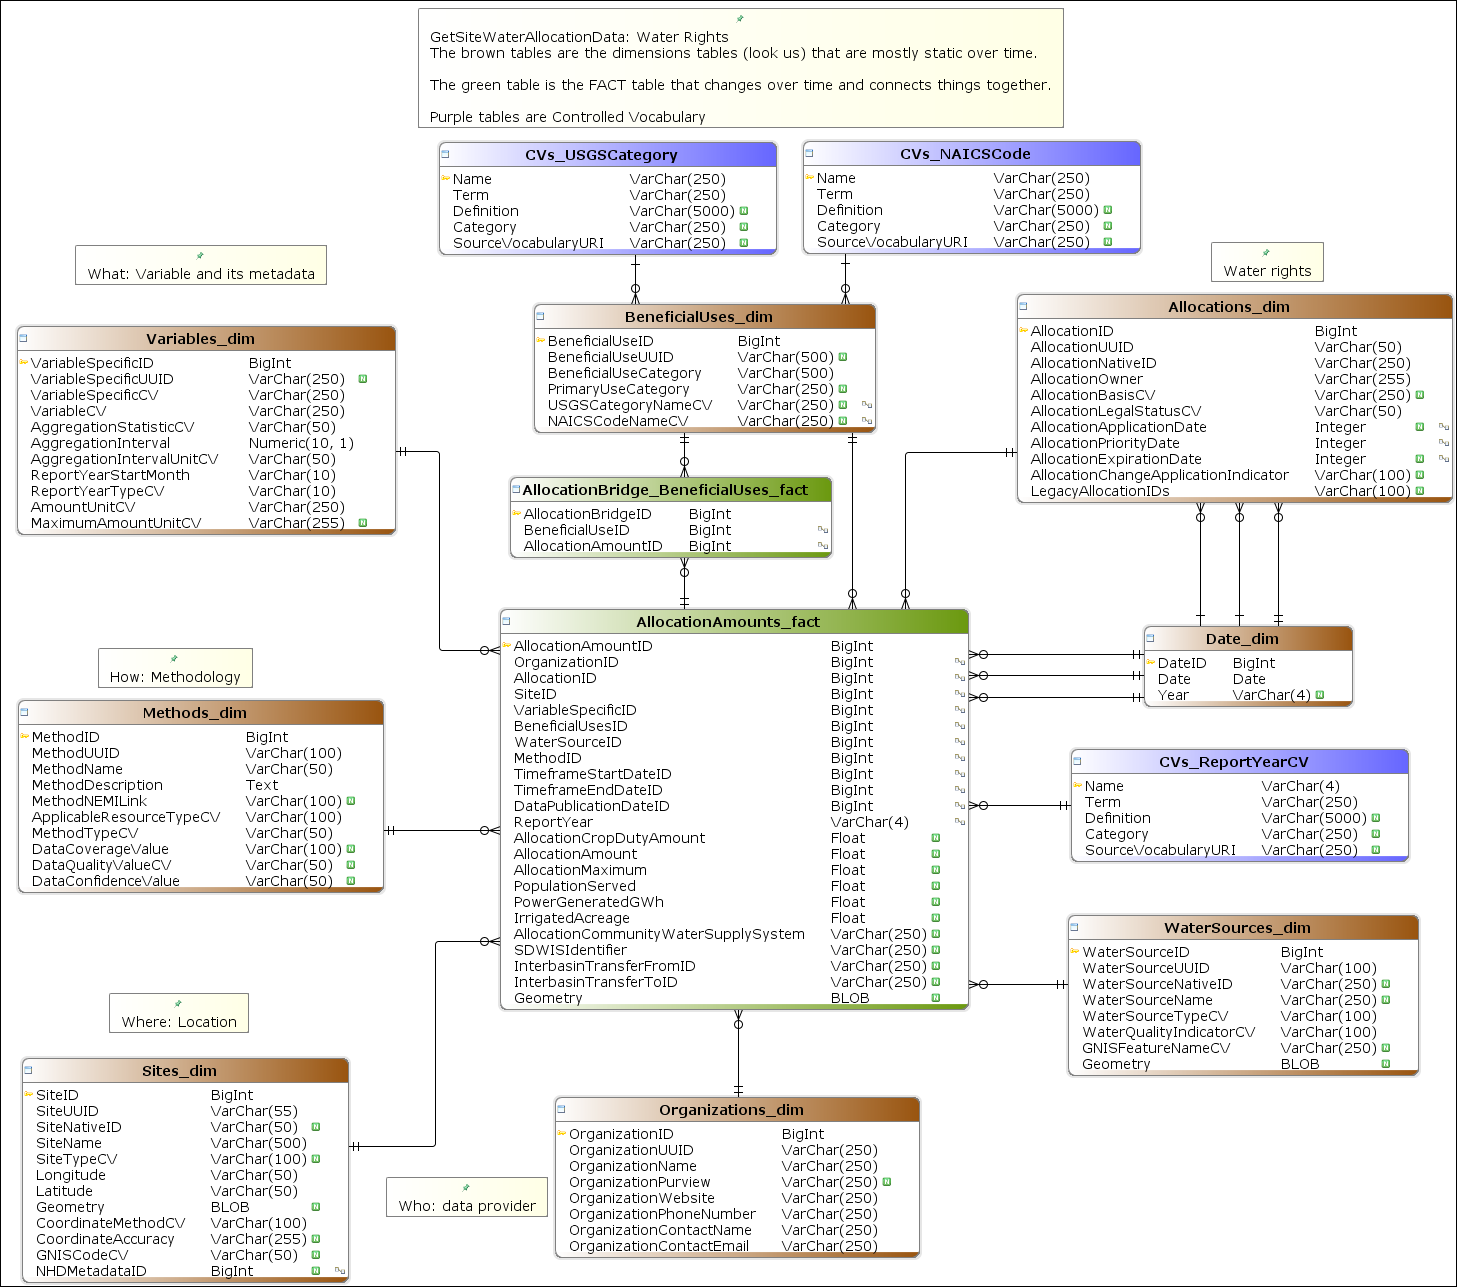 GetSiteWaterAllocationData: Water Rights
The brown tables are the dimensions tables (look us) that are mostly static over time.
The green table is the FACT table that changes over time and connects things together.
Purple tables are Controlled Vocabulary
CVs_USGSCategory
Name VarChar(250)
Term VarChar(250)
Definition VarChar(5000) N
Category VarChar(250) N
SourceVocabularyURI VarChar(250) N
CVs_NAICSCode
Name VarChar(250)
Term VarChar(250)
Definition VarChar(5000) N
Category VarChar(250) N
SourceVocabularyURI VarChar(250) N
What: Variable and its metadata
Water rights
Variables_dim
VariableSpecificID BigInt
VariableSpecificUUID VarChar(250) N
VariableSpecificCV VarChar(250)
VariableCV VarChar(250)
AggregationStatisticCV VarChar(50)
AggregationInterval Numeric(10, 1)
AggregationIntervalUnitCV VarChar(50)
ReportYearStartMonth VarChar(10)
ReportYearTypeCV VarChar(10)
AmountUnitCV VarChar(250)
MaximumAmountUnitCV VarChar(255) N
BeneficialUses_dim
BeneficialUseID BigInt
BeneficialUseUUID VarChar(500) N
BeneficialUseCategory VarChar(500)
PrimaryUseCategory VarChar(250) N
USGSCategoryNameCV VarChar(250) N
NAICSCodeNameCV VarChar(250) N
Allocations_dim
AllocationID BigInt
AllocationUUID VarChar(50)
AllocationNativeID VarChar(250)
AllocationOwner VarChar(255)
AllocationBasisCV VarChar(250) N
AllocationLegalStatusCV VarChar(50)
AllocationApplicationDate Integer N
AllocationPriorityDate Integer
AllocationExpirationDate Integer N
AllocationChangeApplicationIndicator VarChar(100) N
LegacyAllocationIDs VarChar(100) N
AllocationBridge_BeneficialUses_fact
AllocationBridgeID BigInt
BeneficialUseID BigInt
AllocationAmountID BigInt
AllocationAmounts_fact
AllocationAmountID BigInt
OrganizationID BigInt
AllocationID BigInt
SiteID BigInt
VariableSpecificID BigInt
BeneficialUsesID BigInt
WaterSourceID BigInt
MethodID BigInt
TimeframeStartDateID BigInt
TimeframeEndDateID BigInt
DataPublicationDateID BigInt
ReportYear VarChar(4)
AllocationCropDutyAmount Float N
AllocationAmount Float N
AllocationMaximum Float N
PopulationServed Float N
PowerGeneratedGWh Float N
IrrigatedAcreage Float N
AllocationCommunityWaterSupplySystem VarChar(250) N
SDWISIdentifier VarChar(250) N
InterbasinTransferFromID VarChar(250) N
InterbasinTransferToID VarChar(250) N
Geometry BLOB N
Date_dim
DateID BigInt
Date Date
Year VarChar(4) N
How: Methodology
Methods_dim
MethodID BigInt
MethodUUID VarChar(100)
MethodName VarChar(50)
MethodDescription Text
MethodNEMILink VarChar(100) N
ApplicableResourceTypeCV VarChar(100)
MethodTypeCV VarChar(50)
DataCoverageValue VarChar(100) N
DataQualityValueCV VarChar(50) N
DataConfidenceValue VarChar(50) N
CVs_ReportYearCV
Name VarChar(4)
Term VarChar(250)
Definition VarChar(5000) N
Category VarChar(250) N
SourceVocabularyURI VarChar(250) N
WaterSources_dim
WaterSourceID BigInt
WaterSourceUUID VarChar(100)
WaterSourceNativeID VarChar(250) N
WaterSourceName VarChar(250) N
WaterSourceTypeCV VarChar(100)
WaterQualityIndicatorCV VarChar(100)
GNISFeatureNameCV VarChar(250) N
Geometry BLOB N
Where: Location
Sites_dim
SiteID BigInt
SiteUUID VarChar(55)
SiteNativeID VarChar(50) N
SiteName VarChar(500)
SiteTypeCV VarChar(100) N
Longitude VarChar(50)
Latitude VarChar(50)
Geometry BLOB N
CoordinateMethodCV VarChar(100)
CoordinateAccuracy VarChar(255) N
GNISCodeCV VarChar(50) N
NHDMetadataID BigInt N
Who: data provider
Organizations_dim
OrganizationID BigInt
OrganizationUUID VarChar(250)
OrganizationName VarChar(250)
OrganizationPurview VarChar(250) N
OrganizationWebsite VarChar(250)
OrganizationPhoneNumber VarChar(250)
OrganizationContactName VarChar(250)
OrganizationContactEmail VarChar(250)